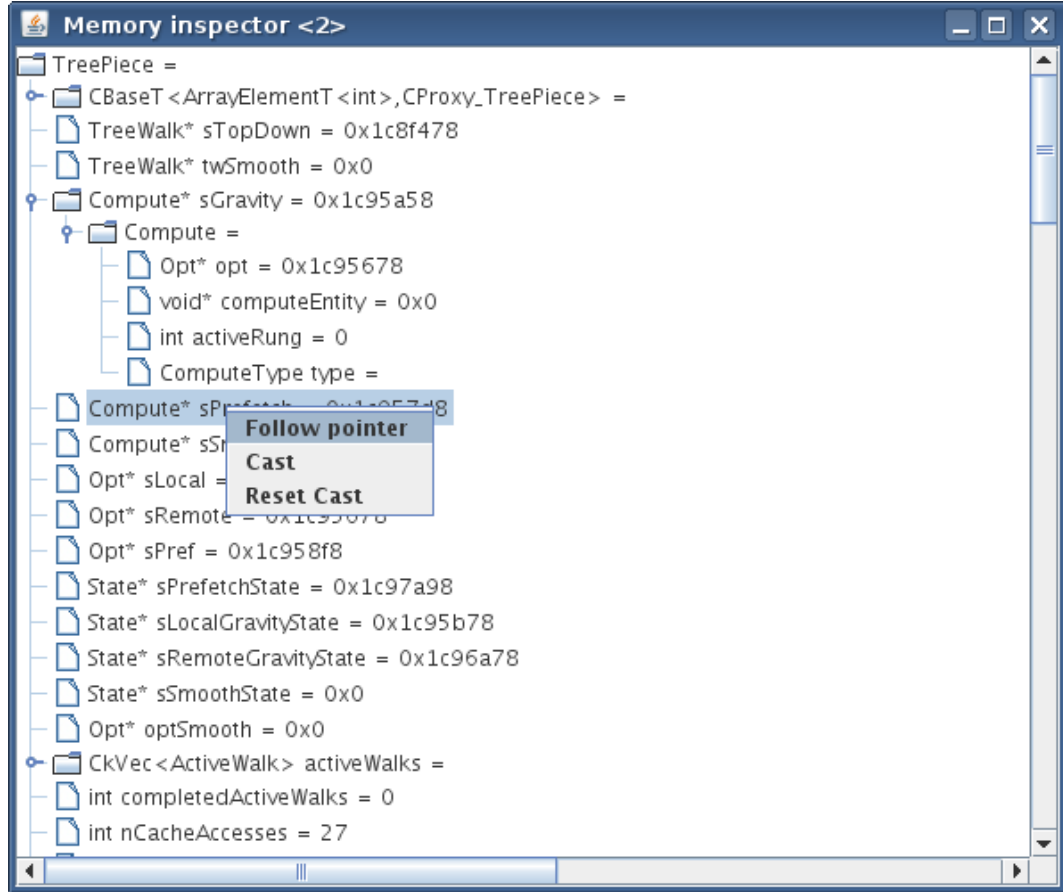 Memory inspector <2>
TreePiece =
CBaseT<ArrayElementT<int>,CProxy_TreePiece> =
TreeWalk* sTopDown = 0x1c8f478
TreeWalk* twSmooth = 0x0
Compute* sGravity = 0x1c95a58
Compute =
Opt* opt = 0x1c95678
void* computeEntity = 0x0
int activeRung = 0
ComputeType type =
Compute* sPrefetch = 0x1c957d8
Follow pointer
Compute*
Cast
Opt* sLocal =
Reset Cast
Opt* sRemote = 0x1c95678
Opt* sPref = 0x1c958f8
State* sPrefetchState = 0x1c97a98
State* sLocalGravityState = 0x1c95b78
State* sRemoteGravityState = 0x1c96a78
State* sSmoothState = 0x0
Opt* optSmooth = 0x0
CkVec<ActiveWalk> activeWalks =
int completedActiveWalks = 0
int nCacheAccesses = 27